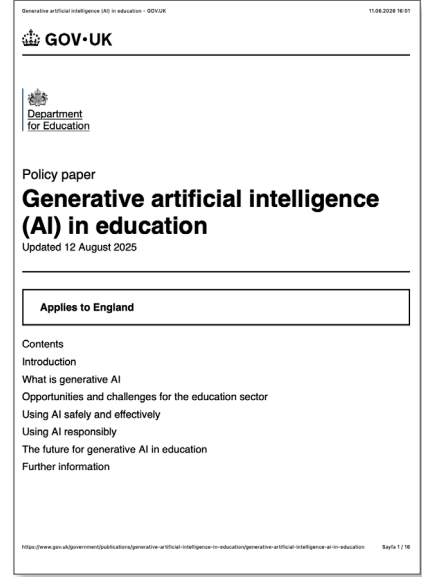 Generative artificial intelligence (AI) in education - GOV.UK
11.06.2026 16:01
GOV•UK
Department
for Education
Policy paper
Generative artificial intelligence
(AI) in education
Updated 12 August 2025
Applies to England
Contents
Introduction
What is generative AI
Opportunities and challenges for the education sector
Using AI safely and effectively
Using AI responsibly
The future for generative AI in education
Further information
https://www.gov.uk/government/publications/generative-artificial-intelligence-in-education/generative-artificial-intelligence-ai-in-education
Sayfa 1 / 16